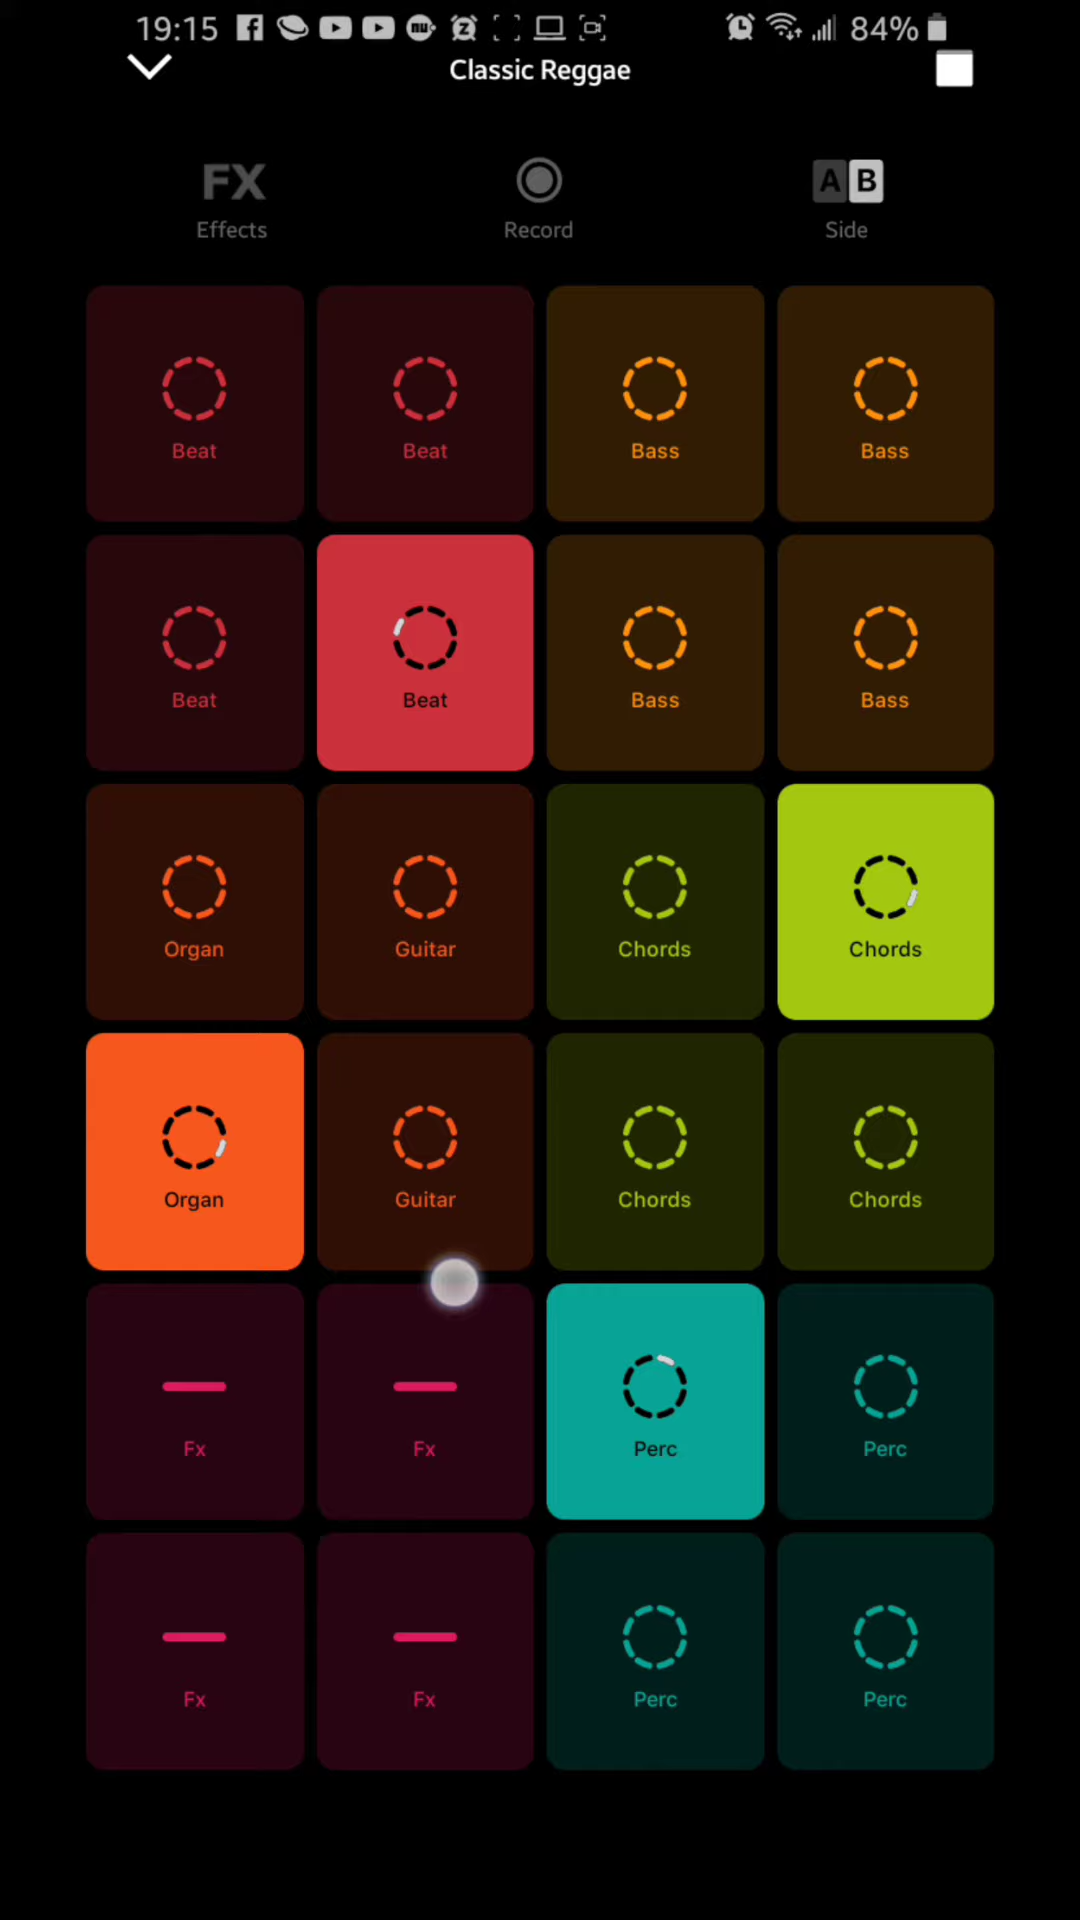 19:15 84%
Classic Reggae
FX A B
Effects Record Side
Beat Beat Bass Bass
Beat Beat Bass Bass
Organ Guitar Chords Chords
Organ Guitar Chords Chords
Fx Fx Perc Perc
Fx Fx Perc Perc